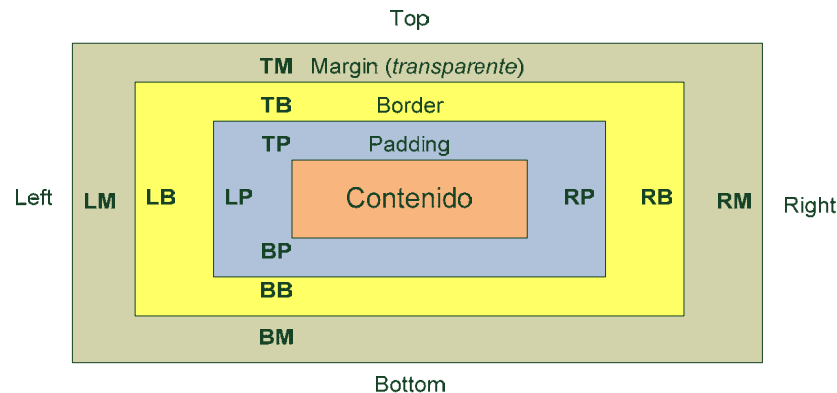 Top
TM Margin (transparente)
TB Border
TP Padding
Left LM LB LP Contenido RP RB RM Right
BP
BB
BM
Bottom